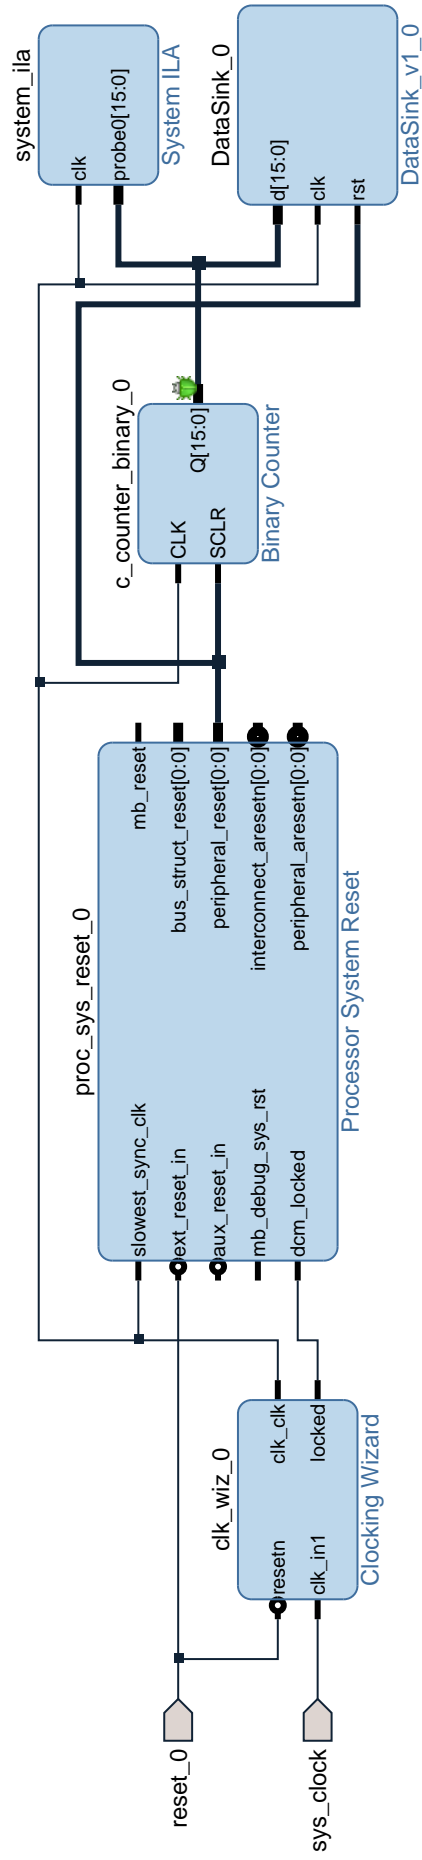 reset_0
sys_clock
clk_wiz_0
resetn
clk_in1
clk_clk
locked
Clocking Wizard
proc_sys_reset_0
slowest_sync_clk
ext_reset_in
aux_reset_in
mb_debug_sys_rst
dcm_locked
mb_reset
bus_struct_reset[0:0]
peripheral_reset[0:0]
interconnect_aresetn[0:0]
peripheral_aresetn[0:0]
Processor System Reset
c_counter_binary_0
CLK
SCLR
Q[15:0]
Binary Counter
system_ila
clk
probe0[15:0]
System ILA
DataSink_0
d[15:0]
clk
rst
DataSink_v1_0